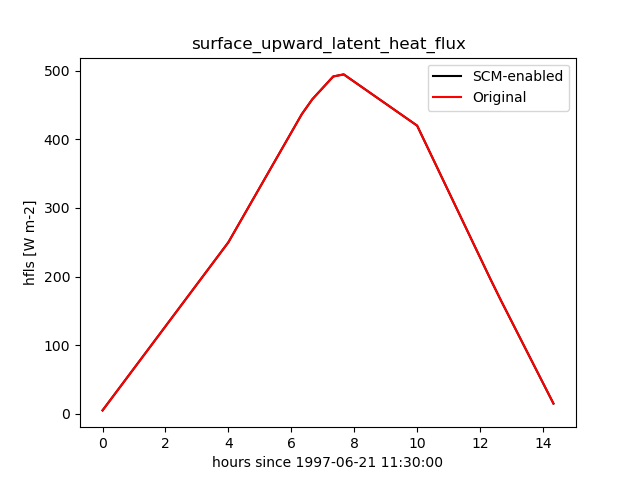 surface_upward_latent_heat_flux
SCM-enabled
Original
500
400
300
200
100
0
hfls [W m-2]
0 2 4 6 8 10 12 14
hours since 1997-06-21 11:30:00